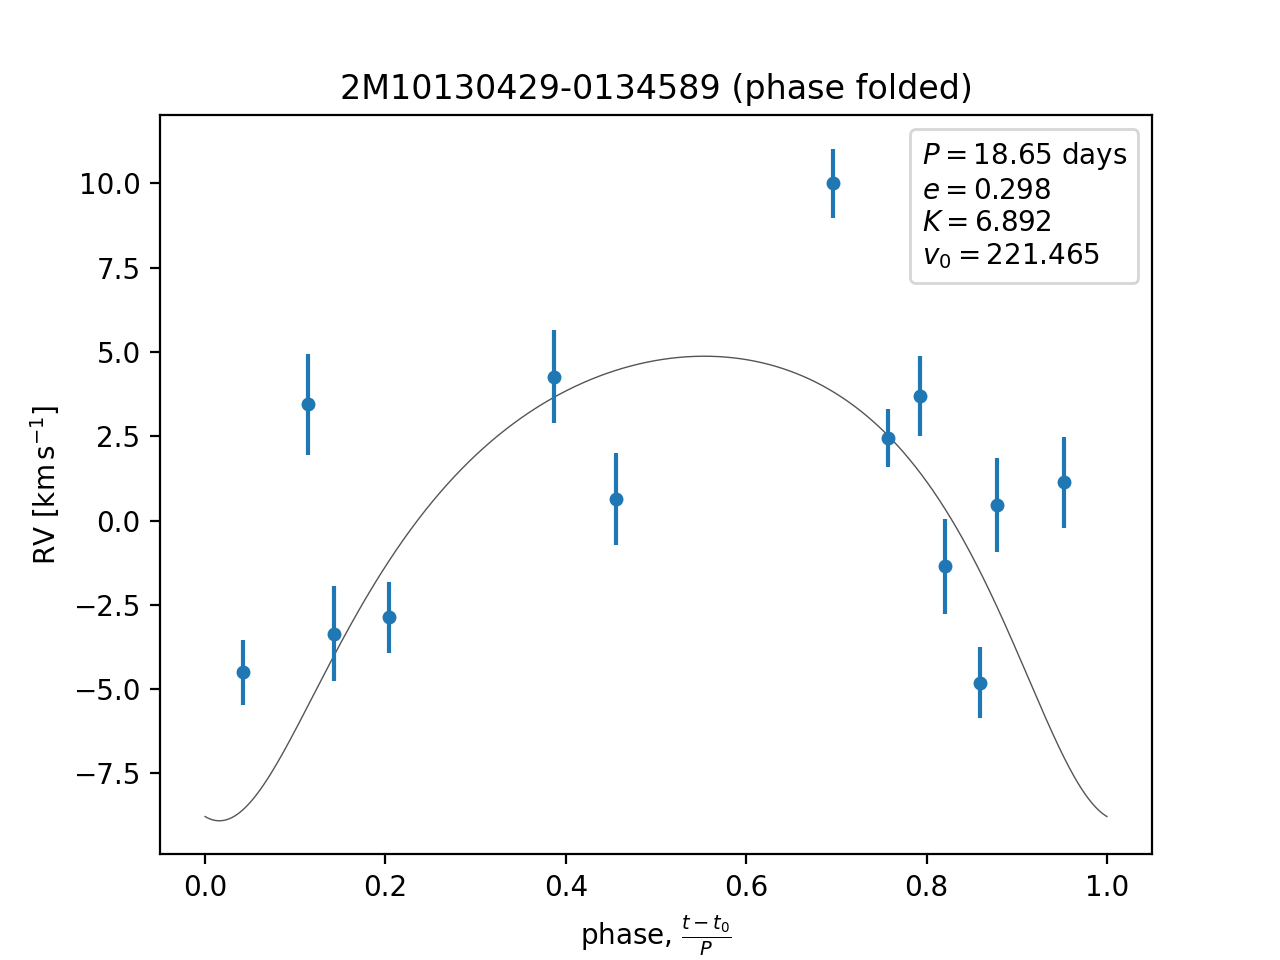 2M10130429-0134589 (phase folded)
P = 18.65 days
e = 0.298
K = 6.892
v₀ = 221.465
10.0
7.5
5.0
2.5
0.0
−2.5
−5.0
−7.5
RV [km s⁻¹]
0.0 0.2 0.4 0.6 0.8 1.0
phase, (t − t₀)/P